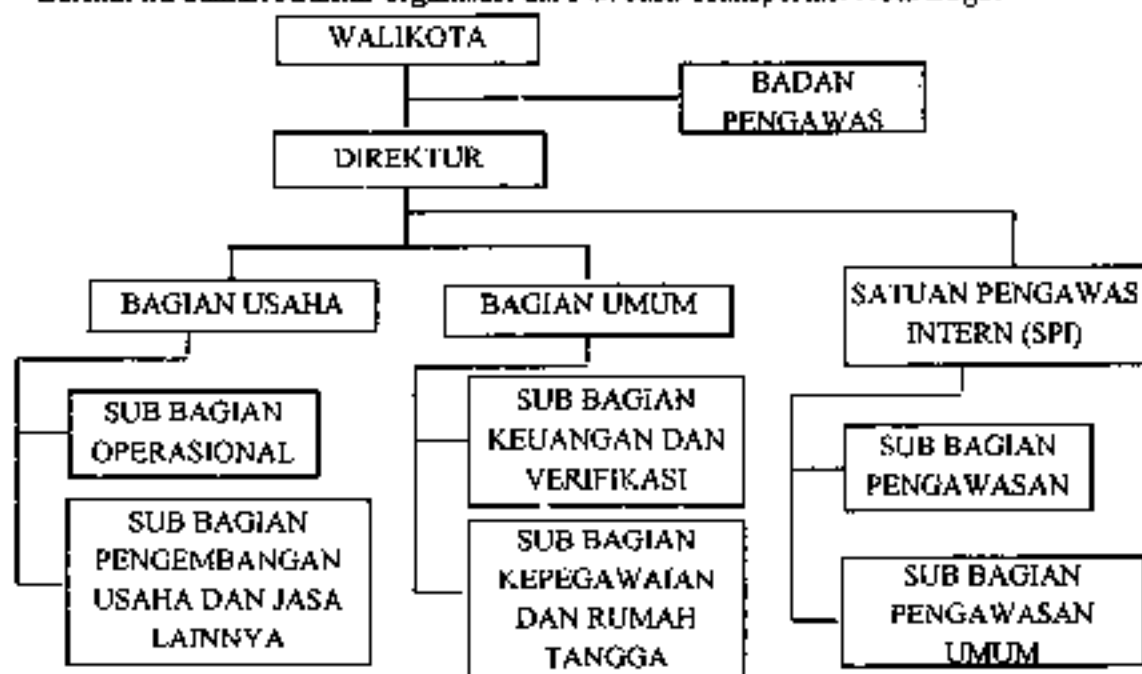 WALIKOTA
BADAN
PENGAWAS
DIREKTUR
BAGIAN USAHA
BAGIAN UMUM
SATUAN PENGAWAS
INTERN (SPI)
SUB BAGIAN
OPERASIONAL
SUB BAGIAN
PENGEMBANGAN
USAHA DAN JASA
LAINNYA
SUB BAGIAN
KEUANGAN DAN
VERIFIKASI
SUB BAGIAN
KEPEGAWAIAN
DAN RUMAH
TANGGA
SUB BAGIAN
PENGAWASAN
SUB BAGIAN
PENGAWASAN
UMUM